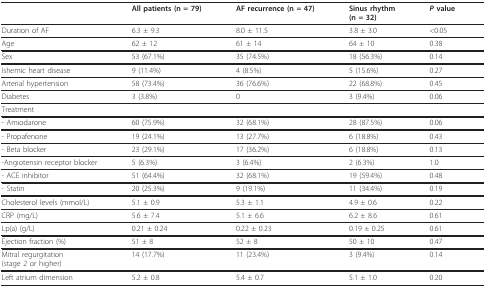 All patients (n = 79) AF recurrence (n = 47) Sinus rhythm (n = 32) P value
Duration of AF 6.3 ± 9.3 8.0 ± 11.5 3.8 ± 3.0 <0.05
Age 62 ± 12 61 ± 14 64 ± 10 0.38
Sex 53 (67.1%) 35 (74.5%) 18 (56.3%) 0.14
Ishemic heart disease 9 (11.4%) 4 (8.5%) 5 (15.6%) 0.27
Arterial hypertension 58 (73.4%) 36 (76.6%) 22 (68.8%) 0.45
Diabetes 3 (3.8%) 0 3 (9.4%) 0.06
Treatment
- Amiodarone 60 (75.9%) 32 (68.1%) 28 (87.5%) 0.06
- Propafenone 19 (24.1%) 13 (27.7%) 6 (18.8%) 0.43
- Beta blocker 23 (29.1%) 17 (36.2%) 6 (18.8%) 0.13
-Angiotensin receptor blocker 5 (6.3%) 3 (6.4%) 2 (6.3%) 1.0
- ACE inhibitor 51 (64.4%) 32 (68.1%) 19 (59.4%) 0.48
- Statin 20 (25.3%) 9 (19.1%) 11 (34.4%) 0.19
Cholesterol levels (mmol/L) 5.1 ± 0.9 5.3 ± 1.1 4.9 ± 0.6 0.22
CRP (mg/L) 5.6 ± 7.4 5.1 ± 6.6 6.2 ± 8.6 0.61
Lp(a) (g/L) 0.21 ± 0.24 0.22 ± 0.23 0.19 ± 0.25 0.61
Ejection fraction (%) 51 ± 8 52 ± 8 50 ± 10 0.47
Mitral regurgitation 14 (17.7%) 11 (23.4%) 3 (9.4%) 0.14
(stage 2 or higher)
Left atrium dimension 5.2 ± 0.8 5.4 ± 0.7 5.1 ± 1.0 0.20